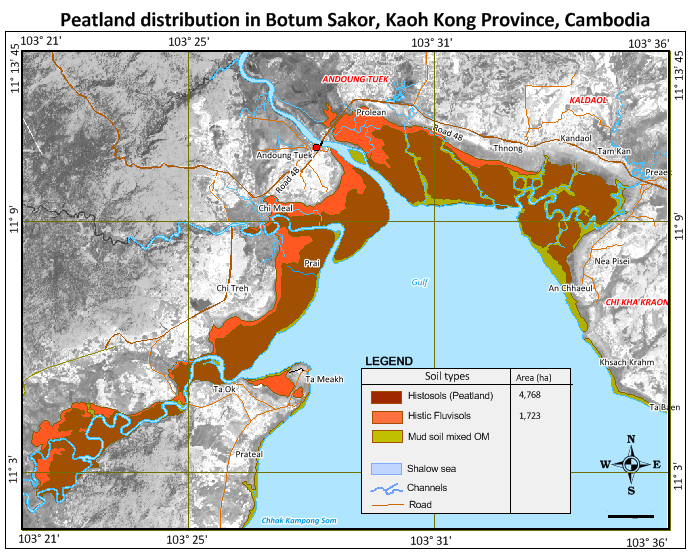 Peatland distribution in Botum Sakor, Kaoh Kong Province, Cambodia
103° 21'
103° 25'
103° 31'
103° 36'
11° 13' 45
11° 13' 45
ANDOUNG TUEK
KALDAOL
Prolean
Road 48
Kandaol
Thnong
Tam Kan
Andoung Tuek
Preae
Road 48
Chi Meal
11° 9'
11° 9'
Prai
Nea Pisei
Chi Treh
Gulf
An Chhaeul
CHI KHA KRAON
LEGEND
Soil types
Area (ha)
Histosols (Peatland)
4,768
Histic Fluvisols
1,723
Mud soil mixed OM
Shalow sea
Channels
Road
Khsach Krahm
Ta Meakh
Ta Ok
Ta Baen
Prateal
N
W
E
S
11° 3'
11° 3'
Chhak Kampong Som
103° 21'
103° 25'
103° 31'
103° 36'